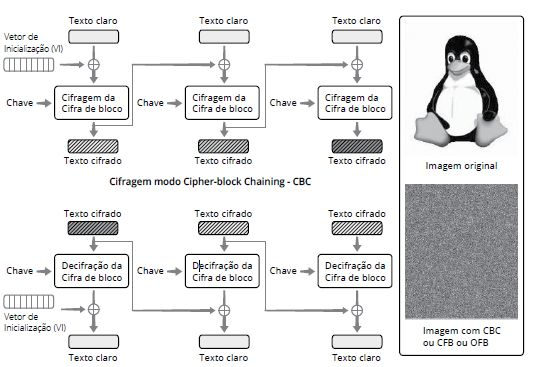 Texto claro
Texto claro
Texto claro
Vetor de
Inicialização (VI)
Chave
Cifragem da
Cifra de bloco
Chave
Cifragem da
Cifra de bloco
Chave
Cifragem da
Cifra de bloco
Texto cifrado
Texto cifrado
Texto cifrado
Cifragem modo Cipher-block Chaining - CBC
Texto cifrado
Texto cifrado
Texto cifrado
Chave
Decifração da
Cifra de bloco
Chave
Decifração da
Cifra de bloco
Chave
Decifração da
Cifra de bloco
Vetor de
Inicialização (VI)
Texto claro
Texto claro
Texto claro
Imagem original
Imagem com CBC
ou CFB ou OFB